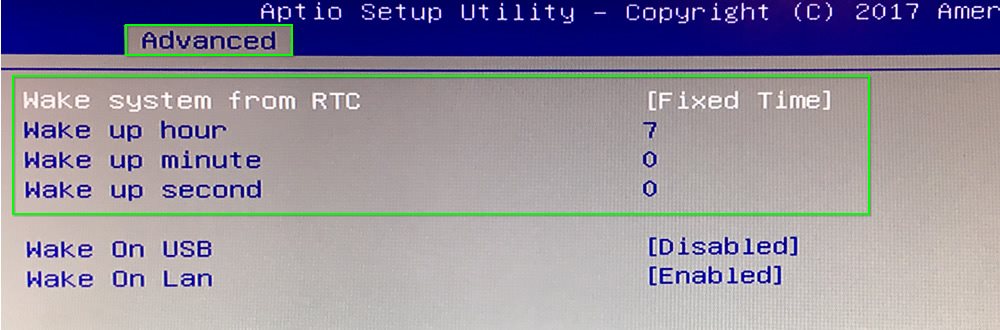 Aptio Setup Utility – Copyright (C) 2017 Amer
Advanced
Wake system from RTC [Fixed Time]
Wake up hour 7
Wake up minute 0
Wake up second 0
Wake On USB [Disabled]
Wake On Lan [Enabled]